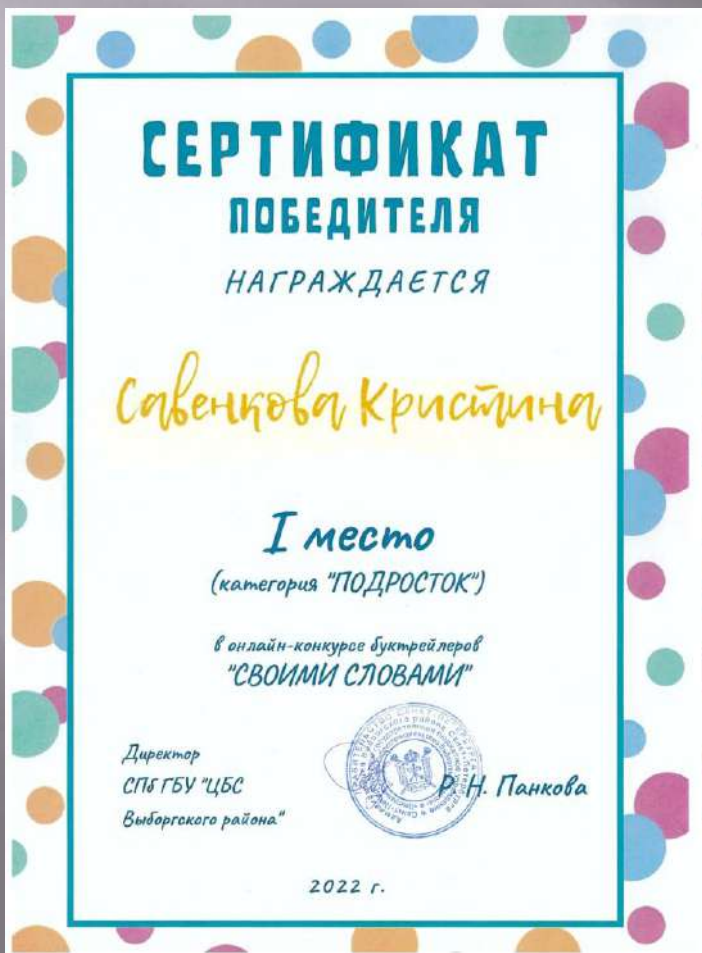 СЕРТИФИКАТ
ПОБЕДИТЕЛЯ
НАГРАЖДАЕТСЯ
Савенкова Кристина
I место
(категория "ПОДРОСТОК")
в онлайн-конкурсе буктрейлеров
"СВОИМИ СЛОВАМИ"
Директор
СПб ГБУ "ЦБС
Выборгского района"
Р. Н. Панкова
2022 г.